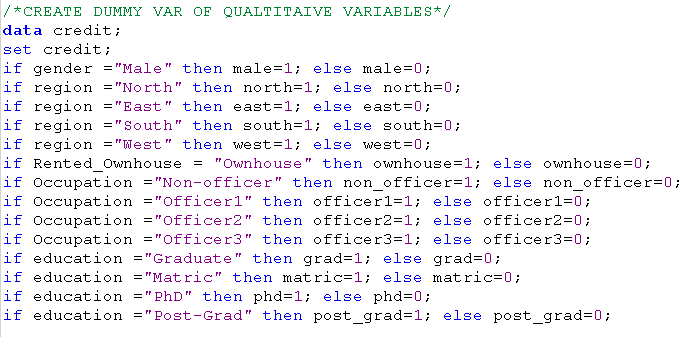 /*CREATE DUMMY VAR OF QUALTITAIVE VARIABLES*/
data credit;
set credit;
if gender ="Male" then male=1; else male=0;
if region ="North" then north=1; else north=0;
if region ="East" then east=1; else east=0;
if region ="South" then south=1; else south=0;
if region ="West" then west=1; else west=0;
if Rented_Ownhouse = "Ownhouse" then ownhouse=1; else ownhouse=0;
if Occupation ="Non-officer" then non_officer=1; else non_officer=0;
if Occupation ="Officer1" then officer1=1; else officer1=0;
if Occupation ="Officer2" then officer2=1; else officer2=0;
if Occupation ="Officer3" then officer3=1; else officer3=0;
if education ="Graduate" then grad=1; else grad=0;
if education ="Matric" then matric=1; else matric=0;
if education ="PhD" then phd=1; else phd=0;
if education ="Post-Grad" then post_grad=1; else post_grad=0;